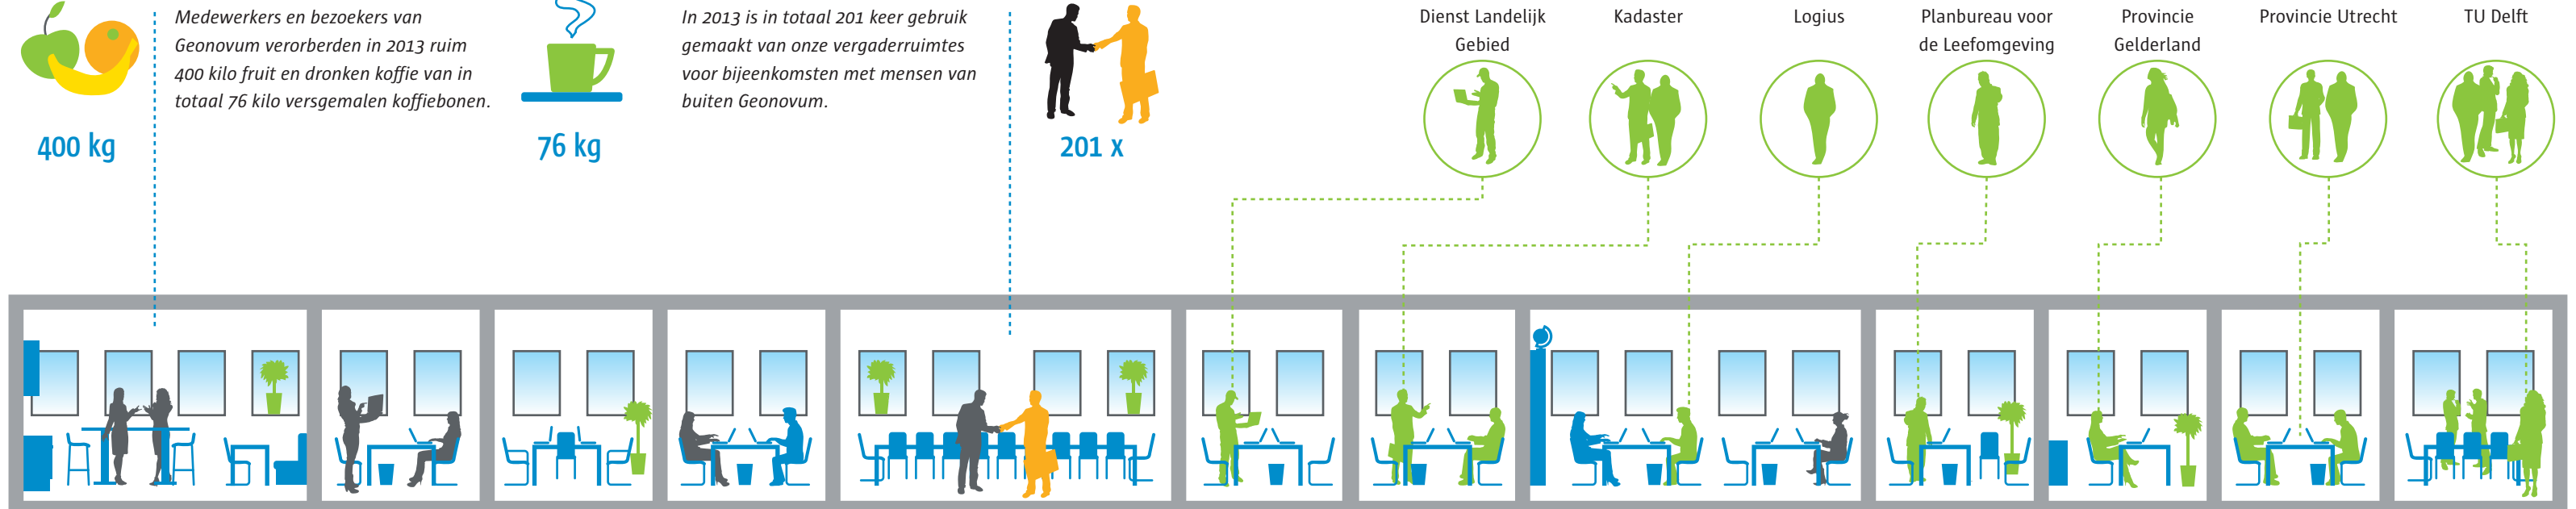 Medewerkers en bezoekers van
Geonovum verorberden in 2013 ruim
400 kilo fruit en dronken koffie van in
totaal 76 kilo versgemalen koffiebonen.
400 kg
76 kg
In 2013 is in totaal 201 keer gebruik
gemaakt van onze vergaderruimtes
voor bijeenkomsten met mensen van
buiten Geonovum.
201 x
Dienst Landelijk
Gebied
Kadaster
Logius
Planbureau voor
de Leefomgeving
Provincie
Gelderland
Provincie Utrecht
TU Delft